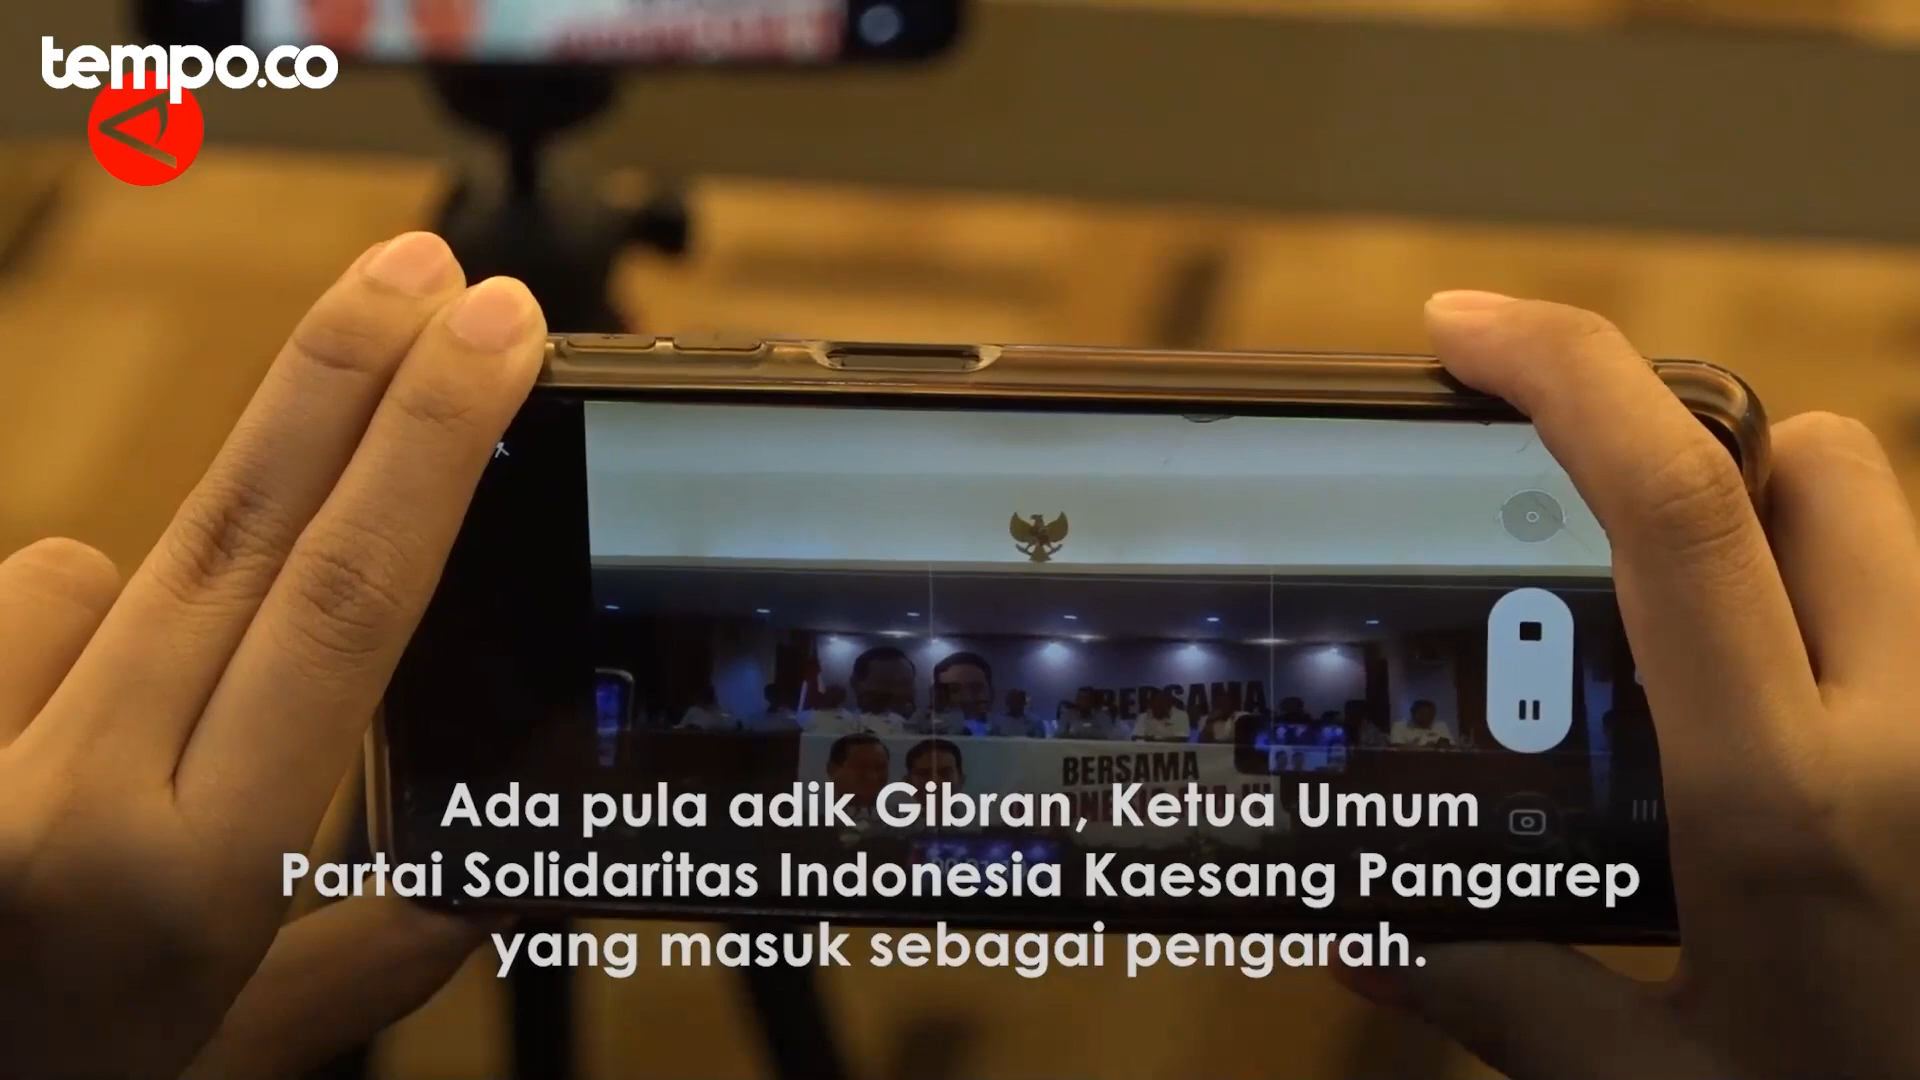 tempo.co
BERSAMA
BERSAMA
Ada pula adik Gibran, Ketua Umum
Partai Solidaritas Indonesia Kaesang Pangarep
yang masuk sebagai pengarah.